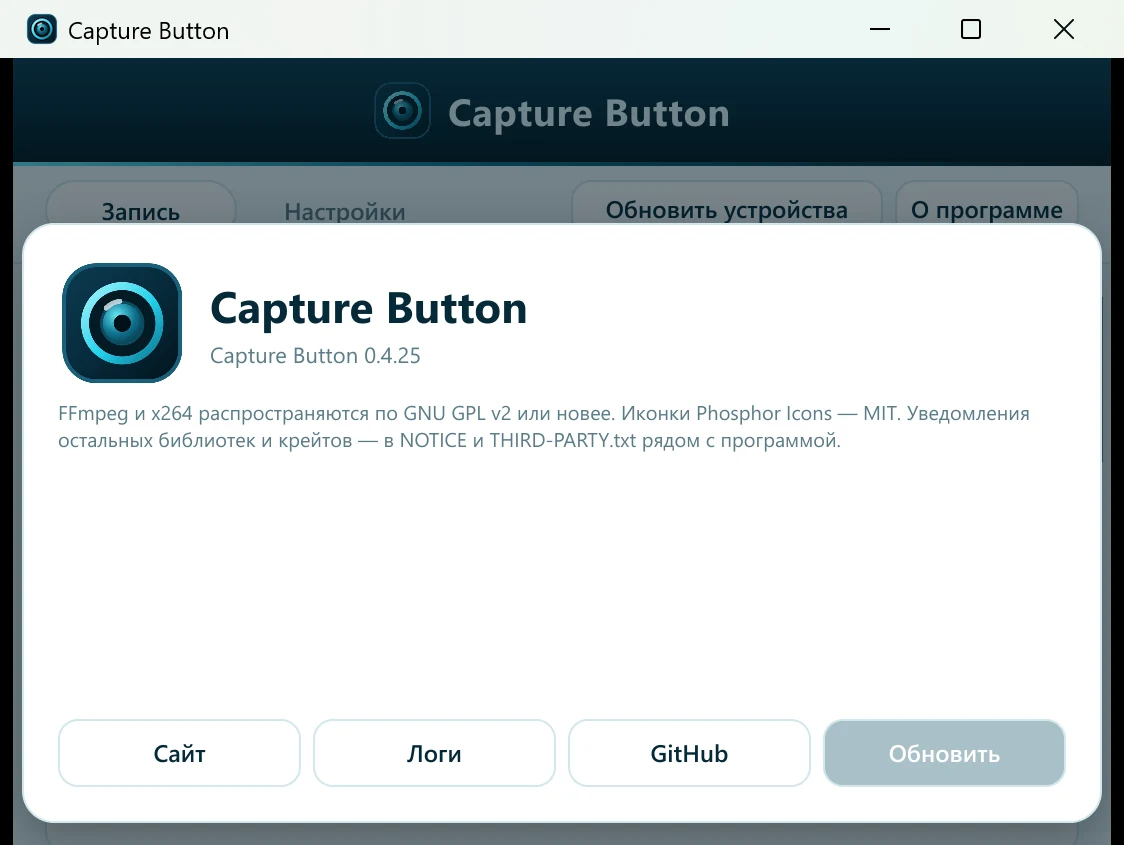 Capture Button
Capture Button
Запись
Настройки
Обновить устройства
О программе
Capture Button
Capture Button 0.4.25
FFmpeg и x264 распространяются по GNU GPL v2 или новее. Иконки Phosphor Icons — MIT. Уведомления
остальных библиотек и крейтов — в NOTICE и THIRD-PARTY.txt рядом с программой.
Сайт
Логи
GitHub
Обновить